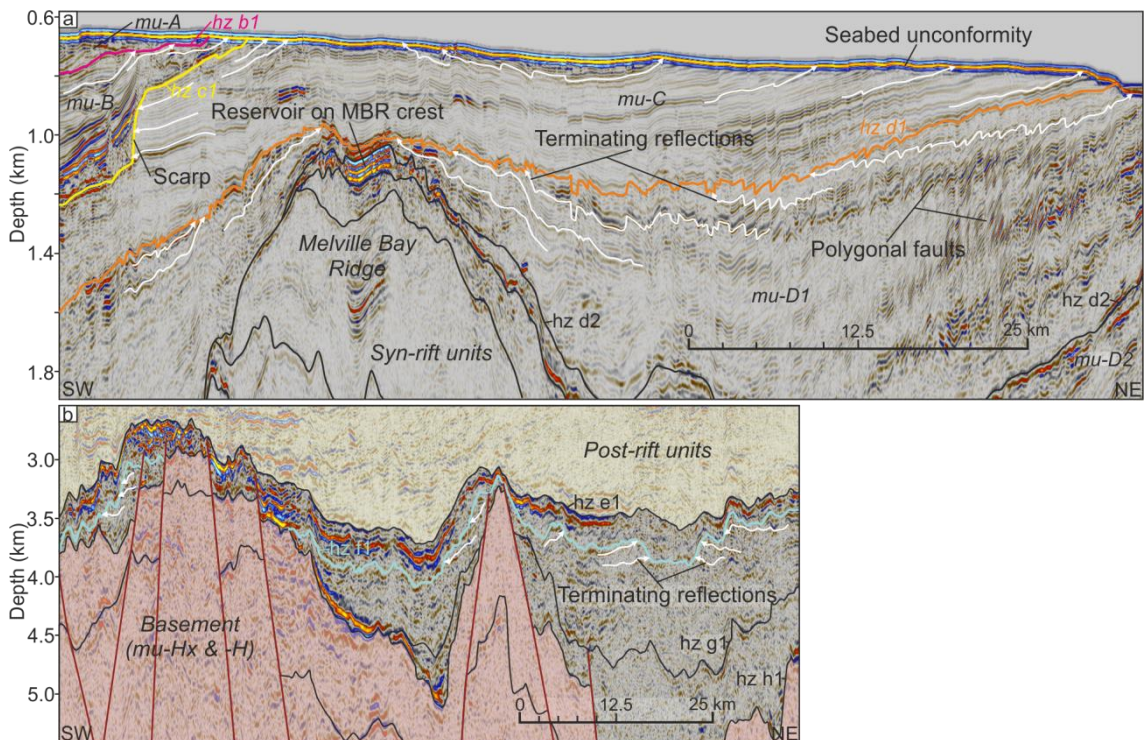 0.6
a
mu-A
hz b1
Seabed unconformity
mu-B
hz c1
mu-C
Reservoir on MBR crest
hz d1
1.0
Terminating reflections
Scarp
Depth (km)
Polygonal faults
1.4
Melville Bay
Ridge
mu-D1
hz d2
hz d2
0
12.5
25 km
Syn-rift units
mu-D2
1.8
SW
NE
b
3.0
Post-rift units
hz e1
3.5
hz f1
Depth (km)
4.0
Terminating reflections
Basement
(mu-Hx & -H)
4.5
hz g1
hz h1
5.0
0
12.5
25 km
SW
NE